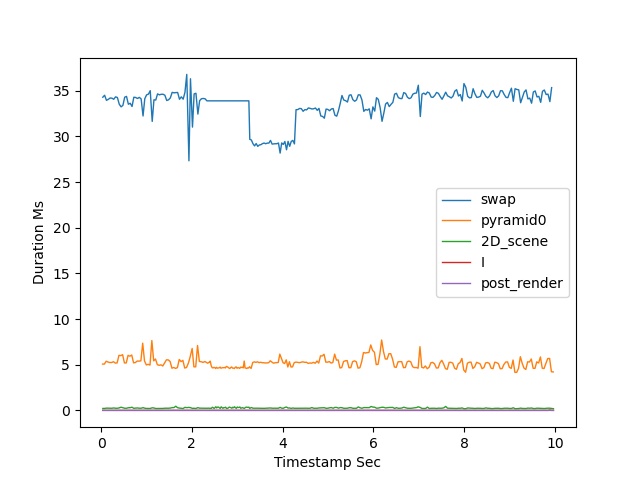 35
30
25
20
15
10
5
0
Duration Ms
swap
pyramid0
2D_scene
I
post_render
0 2 4 6 8 10
Timestamp Sec